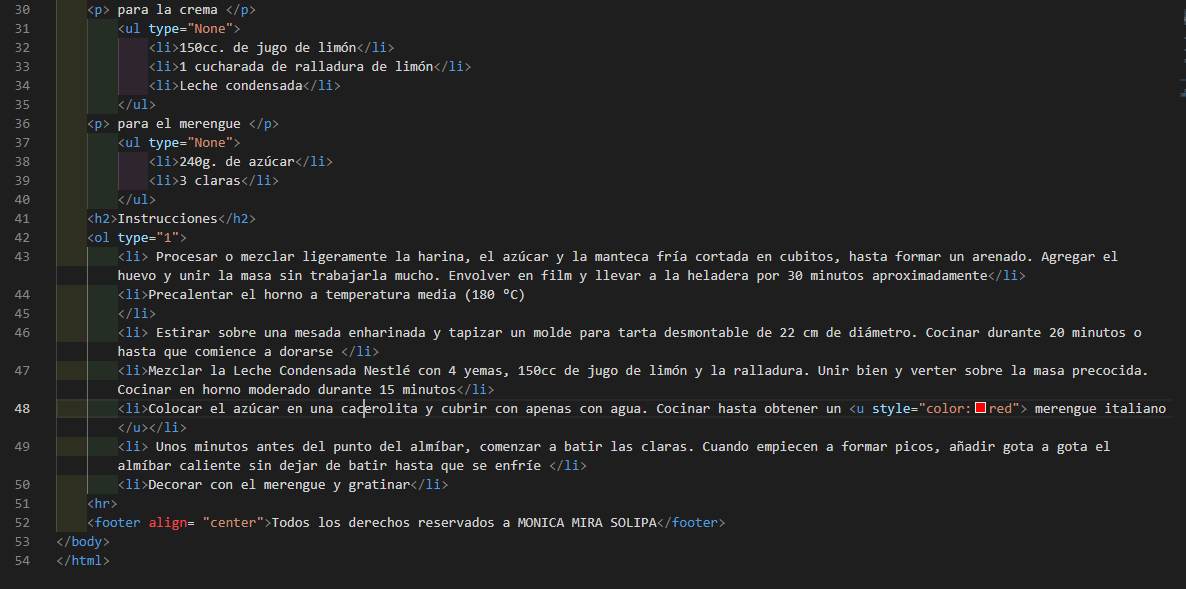 30 <p> para la crema </p>
31 <ul type="None">
32 <li>150cc. de jugo de limón</li>
33 <li>1 cucharada de ralladura de limón</li>
34 <li>Leche condensada</li>
35 </ul>
36 <p> para el merengue </p>
37 <ul type="None">
38 <li>240g. de azúcar</li>
39 <li>3 claras</li>
40 </ul>
41 <h2>Instrucciones</h2>
42 <ol type="1">
43 <li> Procesar o mezclar ligeramente la harina, el azúcar y la manteca fría cortada en cubitos, hasta formar un arenado. Agregar el
huevo y unir la masa sin trabajarla mucho. Envolver en film y llevar a la heladera por 30 minutos aproximadamente</li>
44 <li>Precalentar el horno a temperatura media (180 °C)
45 </li>
46 <li> Estirar sobre una mesada enharinada y tapizar un molde para tarta desmontable de 22 cm de diámetro. Cocinar durante 20 minutos o
hasta que comience a dorarse </li>
47 <li>Mezclar la Leche Condensada Nestlé con 4 yemas, 150cc de jugo de limón y la ralladura. Unir bien y verter sobre la masa precocida.
Cocinar en horno moderado durante 15 minutos</li>
48 <li>Colocar el azúcar en una cacerolita y cubrir con apenas con agua. Cocinar hasta obtener un <u style="color:red"> merengue italiano
</u></li>
49 <li> Unos minutos antes del punto del almíbar, comenzar a batir las claras. Cuando empiecen a formar picos, añadir gota a gota el
almíbar caliente sin dejar de batir hasta que se enfríe </li>
50 <li>Decorar con el merengue y gratinar</li>
51 <hr>
52 <footer align= "center">Todos los derechos reservados a MONICA MIRA SOLIPA</footer>
53 </body>
54 </html>